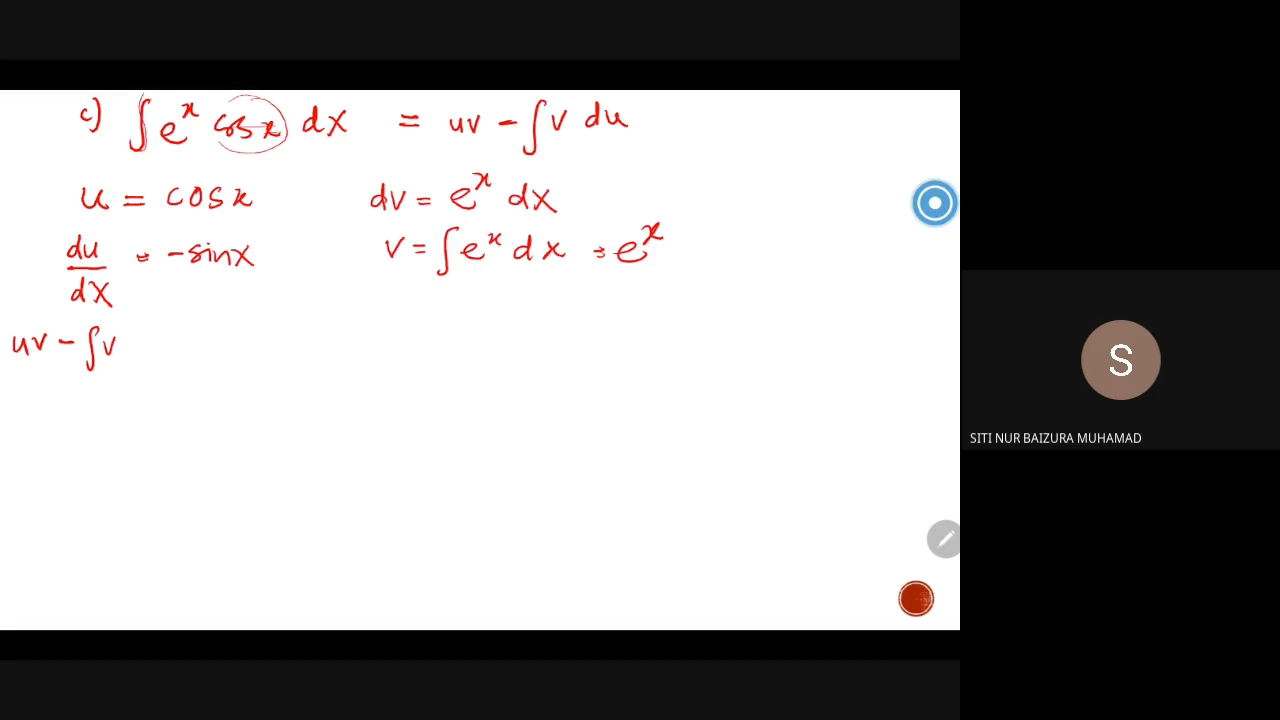 c) ∫ eˣ cos x dx = uv - ∫ v du
u = cos x dv = eˣ dx
du/dx = -sin x v = ∫ eˣ dx = eˣ
uv - ∫ v
S
SITI NUR BAIZURA MUHAMAD